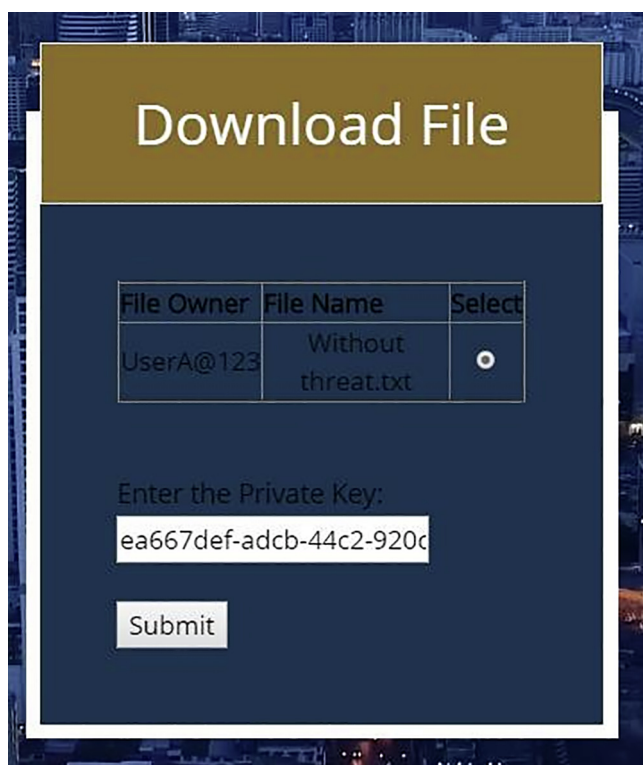 Download File
File Owner File Name Select
UserA@123 Without
threat.txt
Enter the Private Key:
ea667def-adcb-44c2-920c
Submit